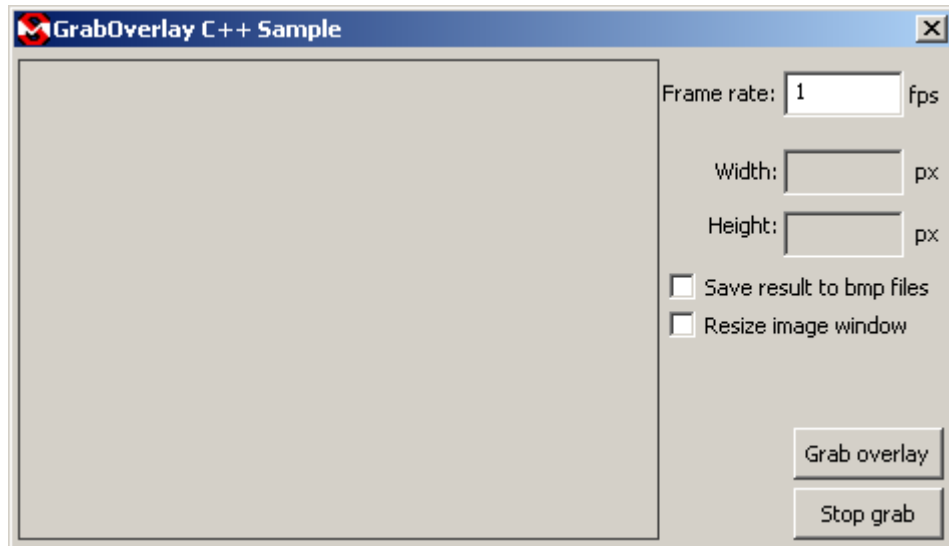 GrabOverlay C++ Sample
Frame rate: 1 fps
Width: px
Height: px
Save result to bmp files
Resize image window
Grab overlay
Stop grab